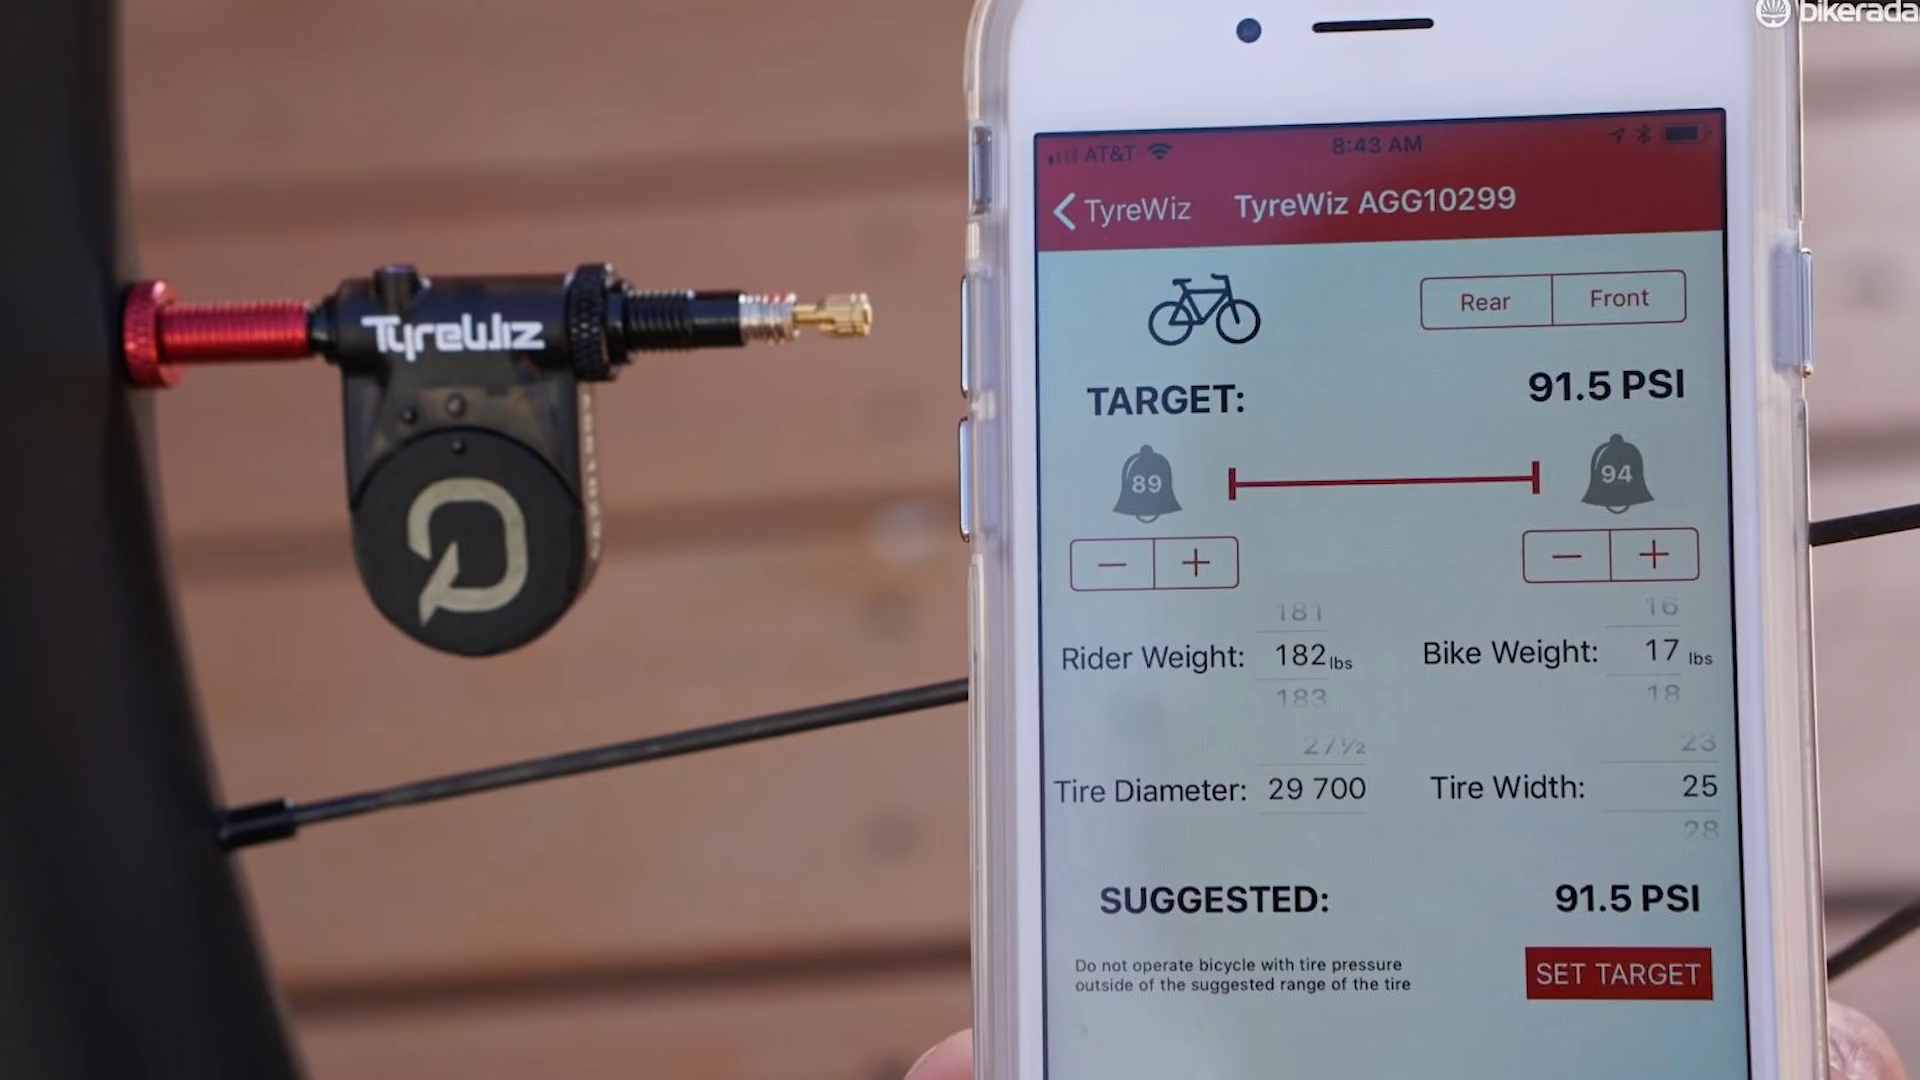 bikerada
AT&T
8:43 AM
TyreWiz
TyreWiz AGG10299
Rear
Front
TARGET:
91.5 PSI
89
94
181
Rider Weight:
182 lbs
183
16
Bike Weight:
17 lbs
18
27½
Tire Diameter:
29 700
23
Tire Width:
25
28
SUGGESTED:
91.5 PSI
Do not operate bicycle with tire pressure
outside of the suggested range of the tire
SET TARGET
TyreWiz